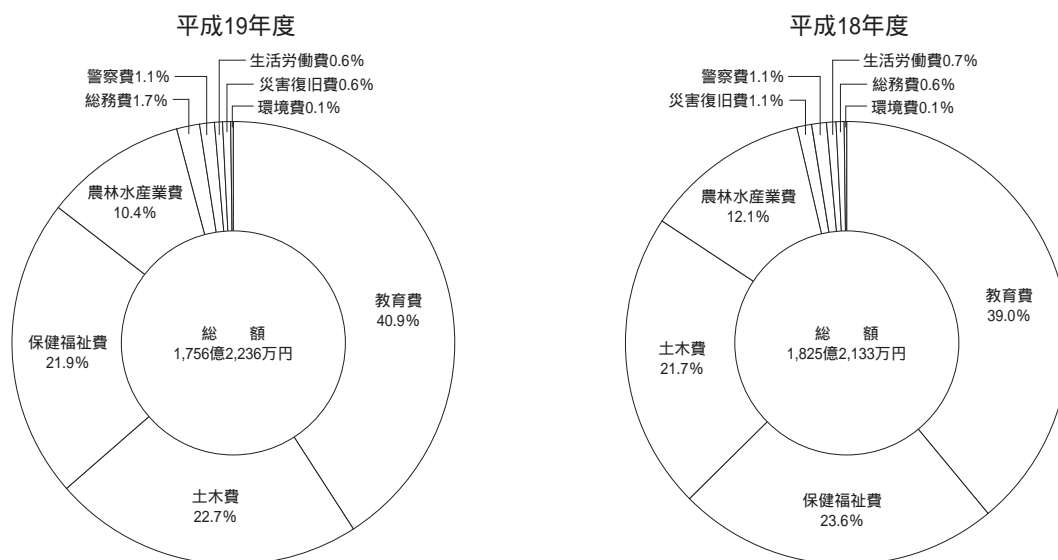 平成19年度
生活労働費0.6%
警察費1.1%
災害復旧費0.6%
総務費1.7%
環境費0.1%
農林水産業費
10.4%
教育費
40.9%
総 額
1,756億2,236万円
保健福祉費
21.9%
土木費
22.7%
平成18年度
生活労働費0.7%
警察費1.1%
総務費0.6%
災害復旧費1.1%
環境費0.1%
農林水産業費
12.1%
教育費
39.0%
総 額
1,825億2,133万円
土木費
21.7%
保健福祉費
23.6%